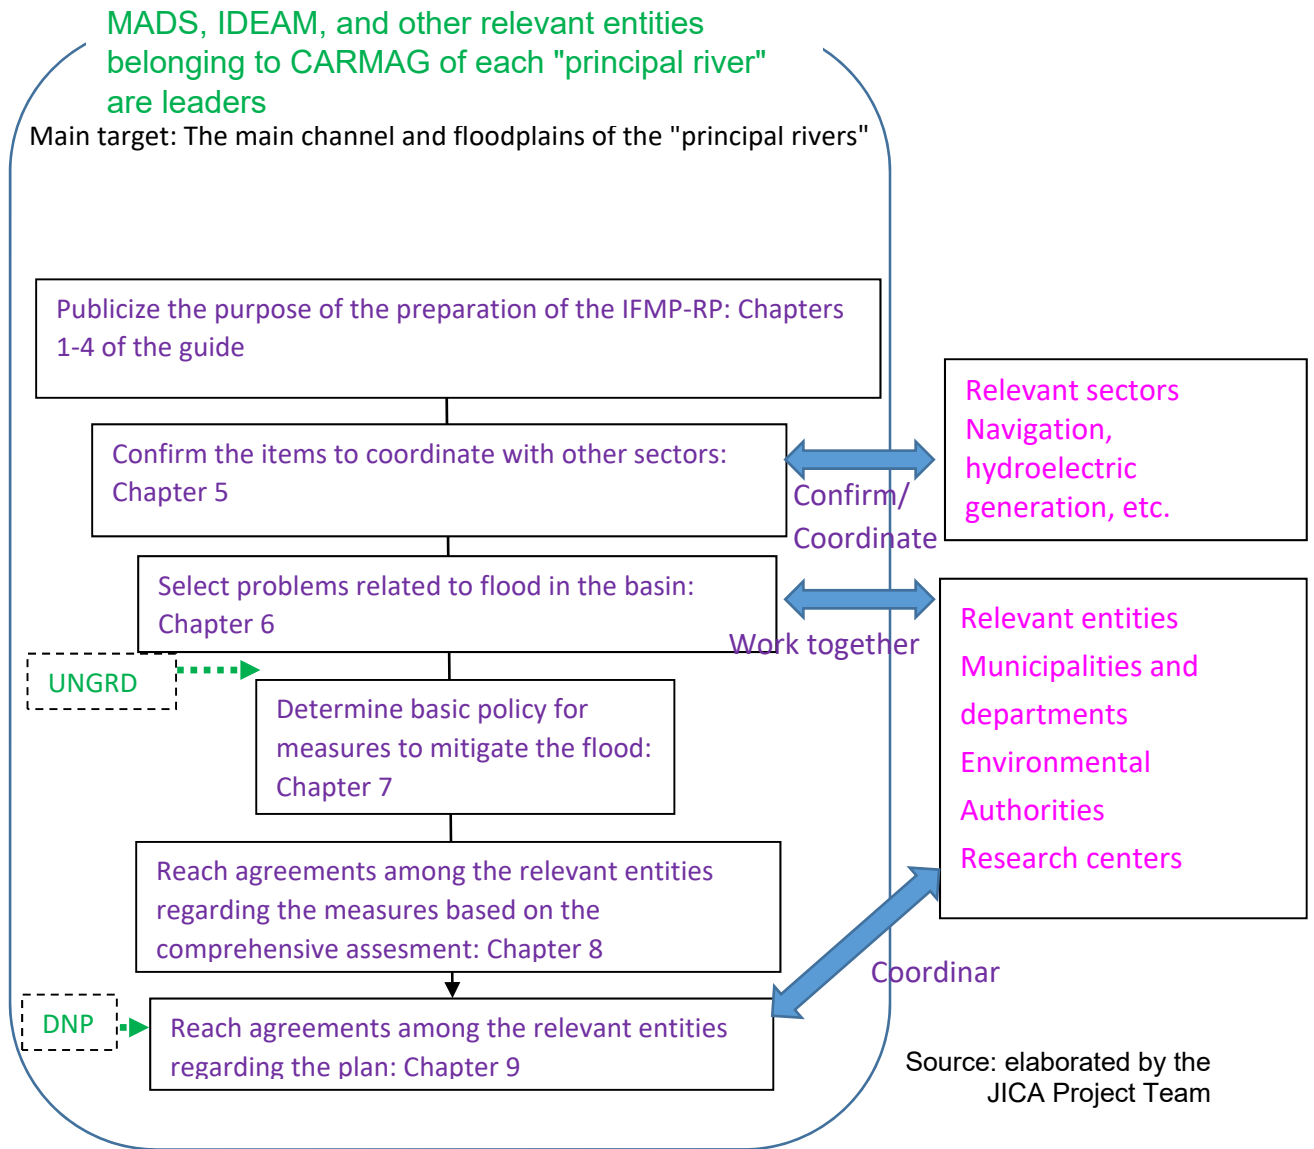 MADS, IDEAM, and other relevant entities
belonging to CARMAG of each "principal river"
are leaders
Main target: The main channel and floodplains of the "principal rivers"
Publicize the purpose of the preparation of the IFMP-RP: Chapters
1-4 of the guide
Relevant sectors
Navigation,
hydroelectric
generation, etc.
Confirm the items to coordinate with other sectors:
Chapter 5
Confirm/
Coordinate
Select problems related to flood in the basin:
Chapter 6
Work together
Relevant entities
Municipalities and
departments
Environmental
Authorities
Research centers
UNGRD
Determine basic policy for
measures to mitigate the flood:
Chapter 7
Reach agreements among the relevant entities
regarding the measures based on the
comprehensive assesment: Chapter 8
Coordinar
DNP
Reach agreements among the relevant entities
regarding the plan: Chapter 9
Source: elaborated by the
JICA Project Team